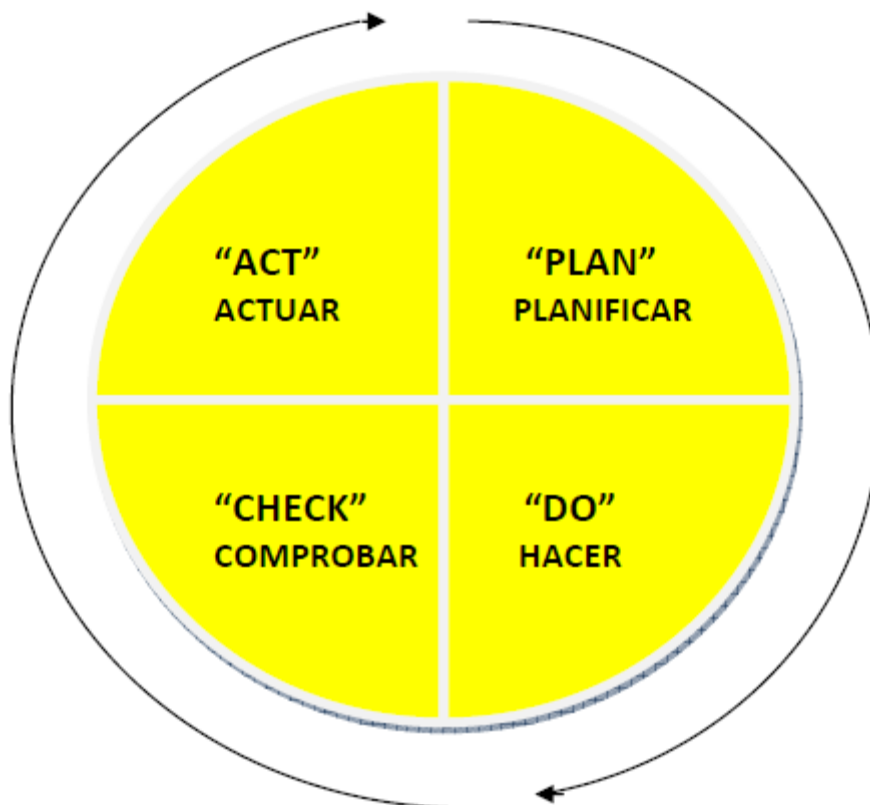 “ACT”
ACTUAR
“PLAN”
PLANIFICAR
“CHECK”
COMPROBAR
“DO”
HACER